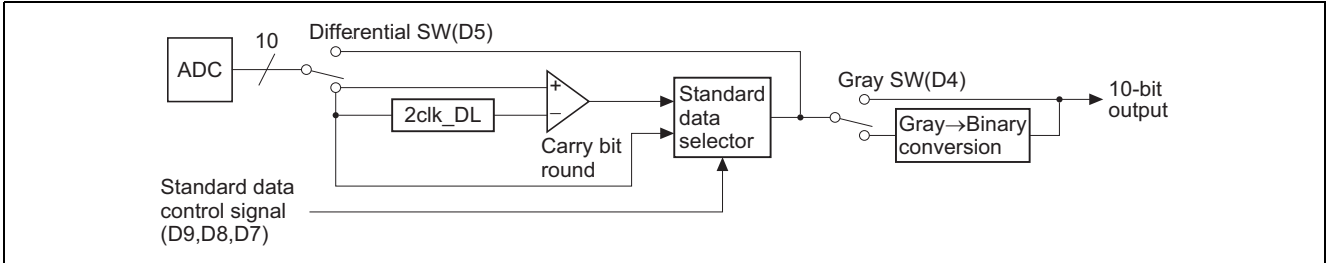 10
Differential SW(D5)
ADC
+
−
2clk_DL
Carry bit
round
Standard
data
selector
Gray SW(D4)
Gray→Binary
conversion
10-bit
output
Standard data
control signal
(D9,D8,D7)